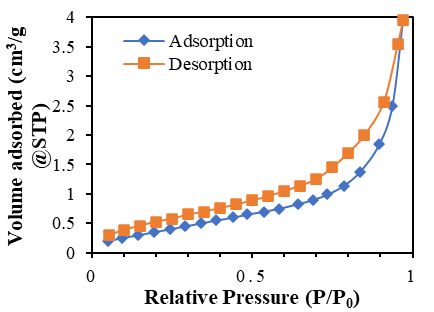 Volume adsorbed (cm³/g
@STP)
4
3.5
3
2.5
2
1.5
1
0.5
0
Adsorption
Desorption
0
0.5
1
Relative Pressure (P/P₀)